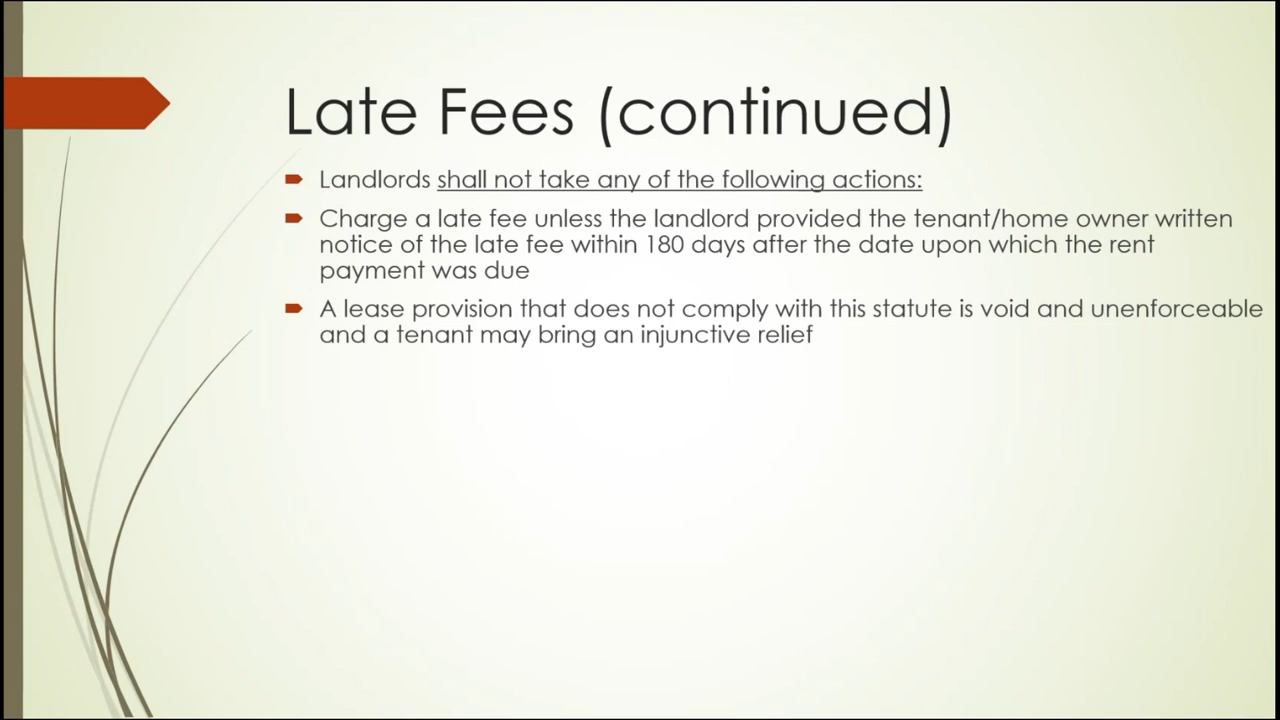 Late Fees (continued)
Landlords shall not take any of the following actions:
Charge a late fee unless the landlord provided the tenant/home owner written
notice of the late fee within 180 days after the date upon which the rent
payment was due
A lease provision that does not comply with this statute is void and unenforceable
and a tenant may bring an injunctive relief